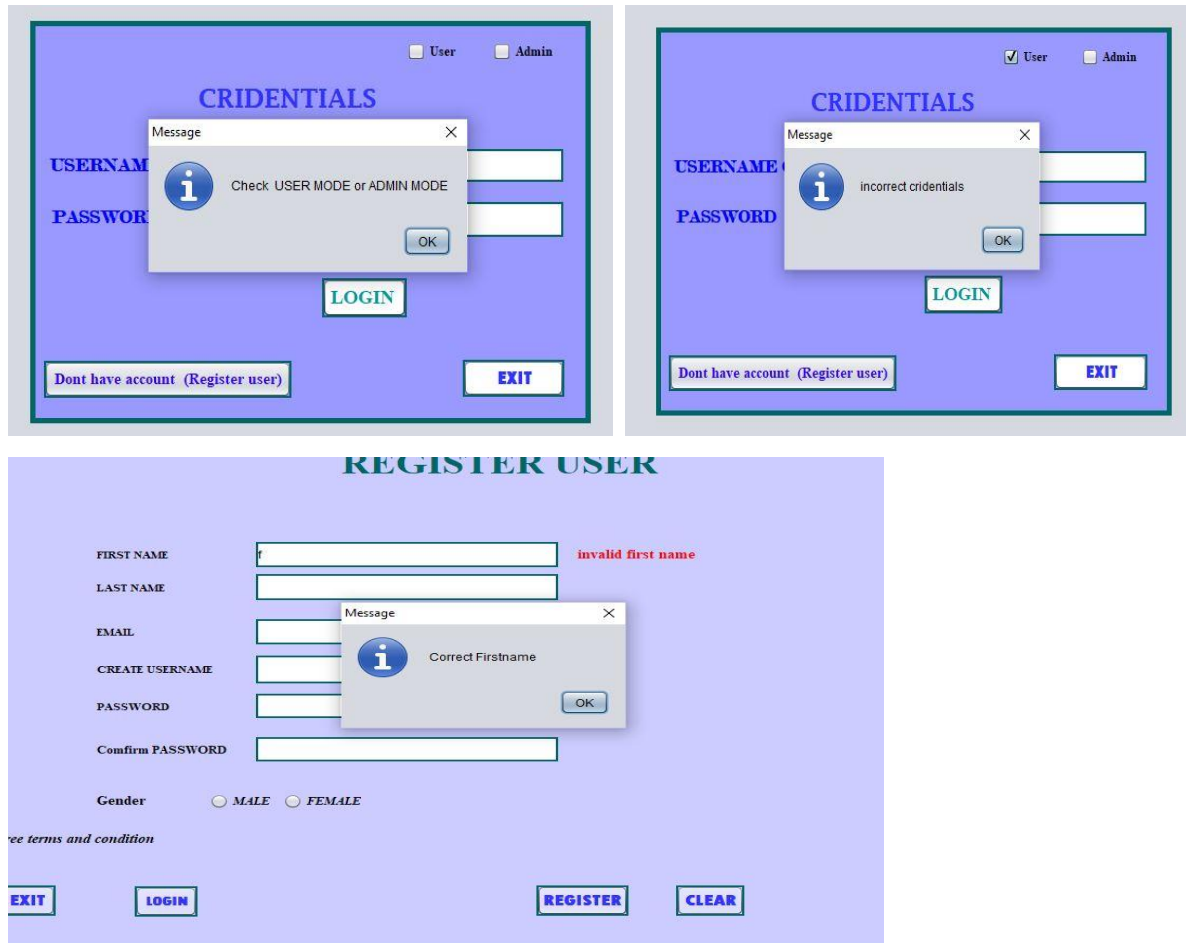 User Admin
CRIDENTIALS
Message
USERNAM
Check USER MODE or ADMIN MODE
PASSWOR
OK
LOGIN
Dont have account (Register user)
EXIT
User Admin
CRIDENTIALS
Message
USERNAME
incorrect cridentials
PASSWORD
OK
LOGIN
Dont have account (Register user)
EXIT
REGISTER USER
FIRST NAME f invalid first name
LAST NAME
Message
EMAIL
Correct Firstname
CREATE USERNAME
PASSWORD
OK
Comfirm PASSWORD
Gender MALE FEMALE
ree terms and condition
EXIT LOGIN REGISTER CLEAR